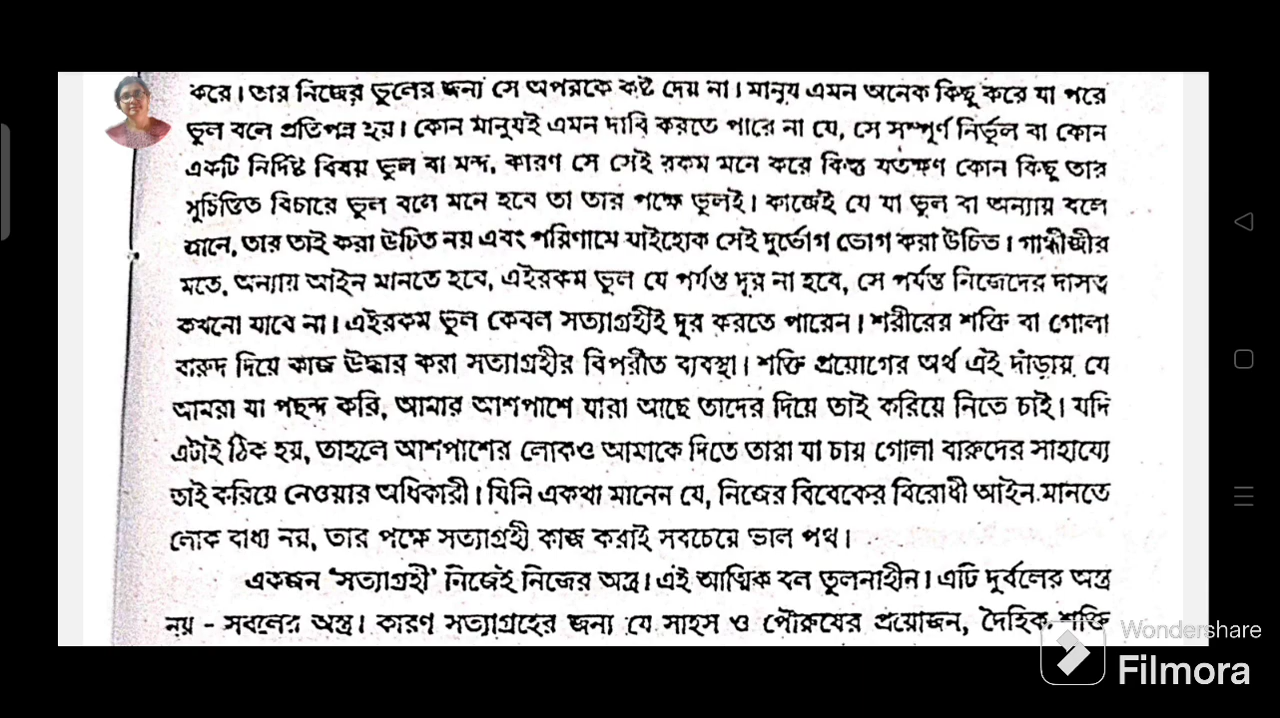 করে। তার নিজের ভুলের জন্য সে অপরকে কষ্ট দেয় না। মানুষ এমন অনেক কিছু করে যা পরে
ভুল বলে প্রতিপন্ন হয়। কোন মানুষই এমন দাবি করতে পারে না যে, সে সম্পূর্ণ নির্ভুল বা কোন
একটি নির্দিষ্ট বিষয় ভুল বা মন্দ, কারণ সে সেই রকম মনে করে কিন্তু যতক্ষণ কোন কিছু তার
সুচিন্তিত বিচারে ভুল বলে মনে হবে তা তার পক্ষে ভুলই। কাজেই যে যা ভুল বা অন্যায় বলে
জানে, তার তাই করা উচিত নয় এবং পরিণামে যাইহোক সেই দুর্ভোগ ভোগ করা উচিত। গান্ধীজীর
মতে, অন্যায় আইন মানতে হবে, এইরকম ভুল যে পর্যন্ত দূর না হবে, সে পর্যন্ত নিজেদের দাসত্ব
কখনো যাবে না। এইরকম ভুল কেবল সত্যাগ্রহীই দূর করতে পারেন। শরীরের শক্তি বা গোলা
বারুদ দিয়ে কাজ উদ্ধার করা সত্যাগ্রহীর বিপরীত ব্যবস্থা। শক্তি প্রয়োগের অর্থ এই দাঁড়ায় যে
আমরা যা পছন্দ করি, আমার আশপাশে যারা আছে তাদের দিয়ে তাই করিয়ে নিতে চাই। যদি
এটাই ঠিক হয়, তাহলে আশপাশের লোকও আমাকে দিতে তারা যা চায় গোলা বারুদের সাহায্যে
তাই করিয়ে নেওয়ার অধিকারী। যিনি একথা মানেন যে, নিজের বিবেকের বিরোধী আইন মানতে
লোক বাধ্য নয়, তার পক্ষে সত্যাগ্রহী কাজ করাই সবচেয়ে ভাল পথ।
একজন 'সত্যাগ্রহী' নিজেই নিজের অস্ত্র। এই আত্মিক বল তুলনাহীন। এটি দুর্বলের অস্ত্র
নয় - সবলের অস্ত্র। কারণ সত্যাগ্রহের জন্য যে সাহস ও পৌরুষের প্রয়োজন, দৈহিক শক্তি
Wondershare
Filmora